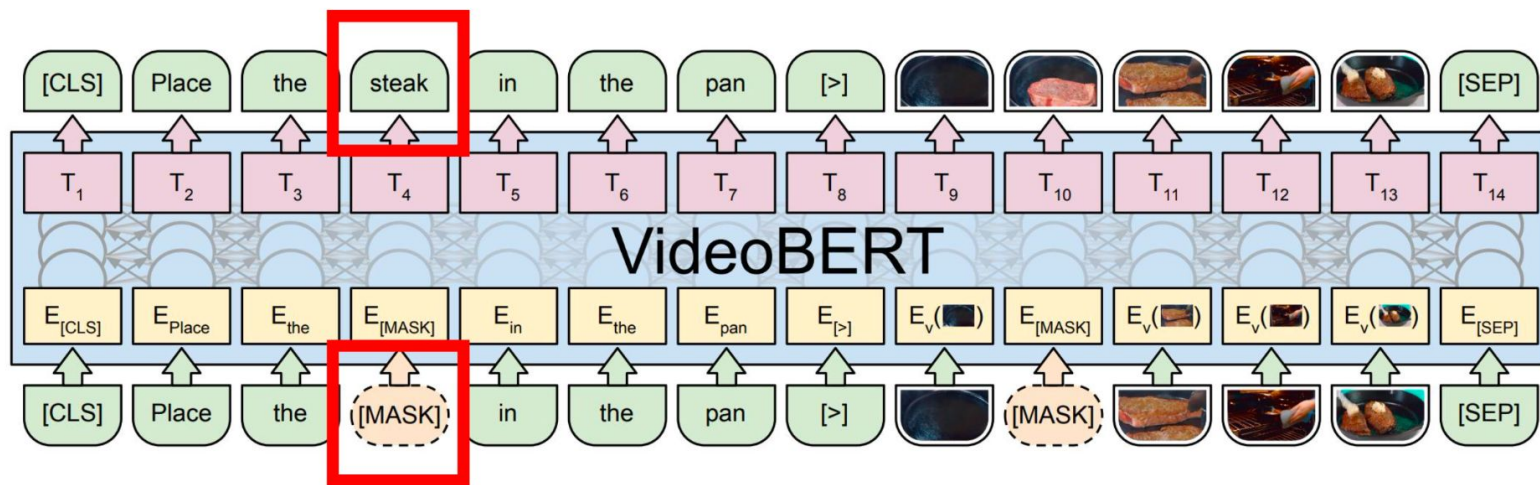 [CLS] Place the steak in the pan [>] [SEP]
T1 T2 T3 T4 T5 T6 T7 T8 T9 T10 T11 T12 T13 T14
VideoBERT
E[CLS] EPlace Ethe E[MASK] Ein Ethe Epan E[>] Ev( ) E[MASK] Ev( ) Ev( ) Ev( ) E[SEP]
[CLS] Place the [MASK] in the pan [>] [MASK] [SEP]